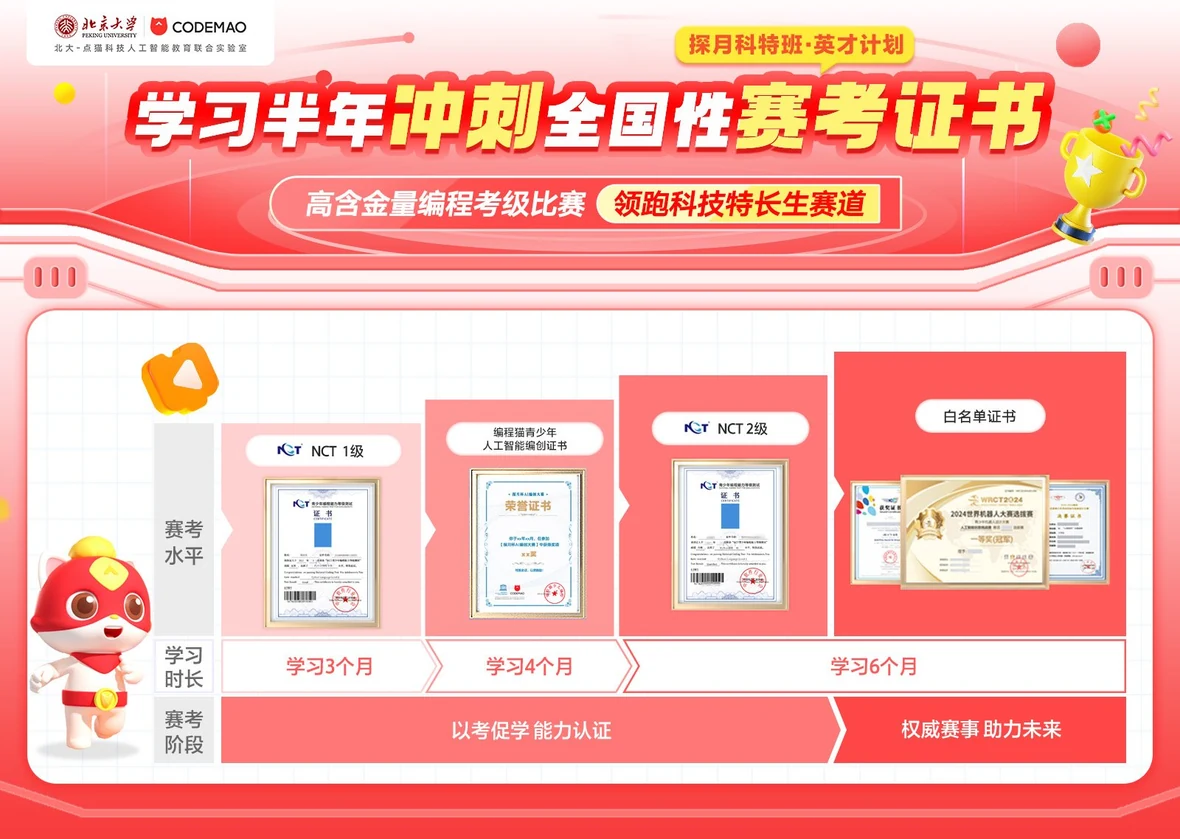 北京大学
PEKING UNIVERSITY
CODEMAO
北大-点猫科技人工智能教育联合实验室
探月科特班·英才计划
学习半年冲刺全国性赛考证书
高含金量编程考级比赛 领跑科技特长生赛道
赛考水平
NCT NCT 1级
证书
编程猫青少年
人工智能编创证书
荣誉证书
NCT NCT 2级
证书
白名单证书
WRCT2024
2024世界机器人大赛选拔赛
一等奖(冠军)
学习时长
学习3个月
学习4个月
学习6个月
赛考阶段
以考促学 能力认证
权威赛事 助力未来